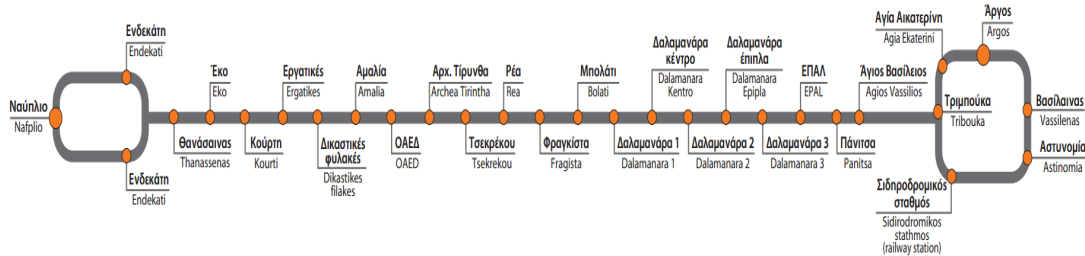 Ναύπλιο
Nafplio
Ενδεκάτη
Endekati
Ενδεκάτη
Endekati
Θανάσαινας
Thanassenas
Έκο
Eko
Κούρτη
Kourti
Εργατικές
Ergatikes
Δικαστικές
φυλακές
Dikastikes
filakes
Αμαλία
Amalia
ΟΑΕΔ
OAED
Αρχ. Τίρυνθα
Archea Tirintha
Τσεκρέκου
Tsekrekou
Ρέα
Rea
Φραγκίστα
Fragista
Μπολάτι
Bolati
Δαλαμανάρα 1
Dalamanara 1
Δαλαμανάρα
κέντρο
Dalamanara
Kentro
Δαλαμανάρα 2
Dalamanara 2
Δαλαμανάρα
έπιπλα
Dalamanara
Epipla
Δαλαμανάρα 3
Dalamanara 3
ΕΠΑΛ
EPAL
Πάνιτσα
Panitsa
Άγιος Βασίλειος
Agios Vassilios
Τριμπούκα
Tribouka
Αγία Αικατερίνη
Agia Ekaterini
Άργος
Argos
Βασίλαινας
Vassilenas
Αστυνομία
Astinomia
Σιδηροδρομικός
σταθμός
Sidirodromikos
stathmos
(railway station)